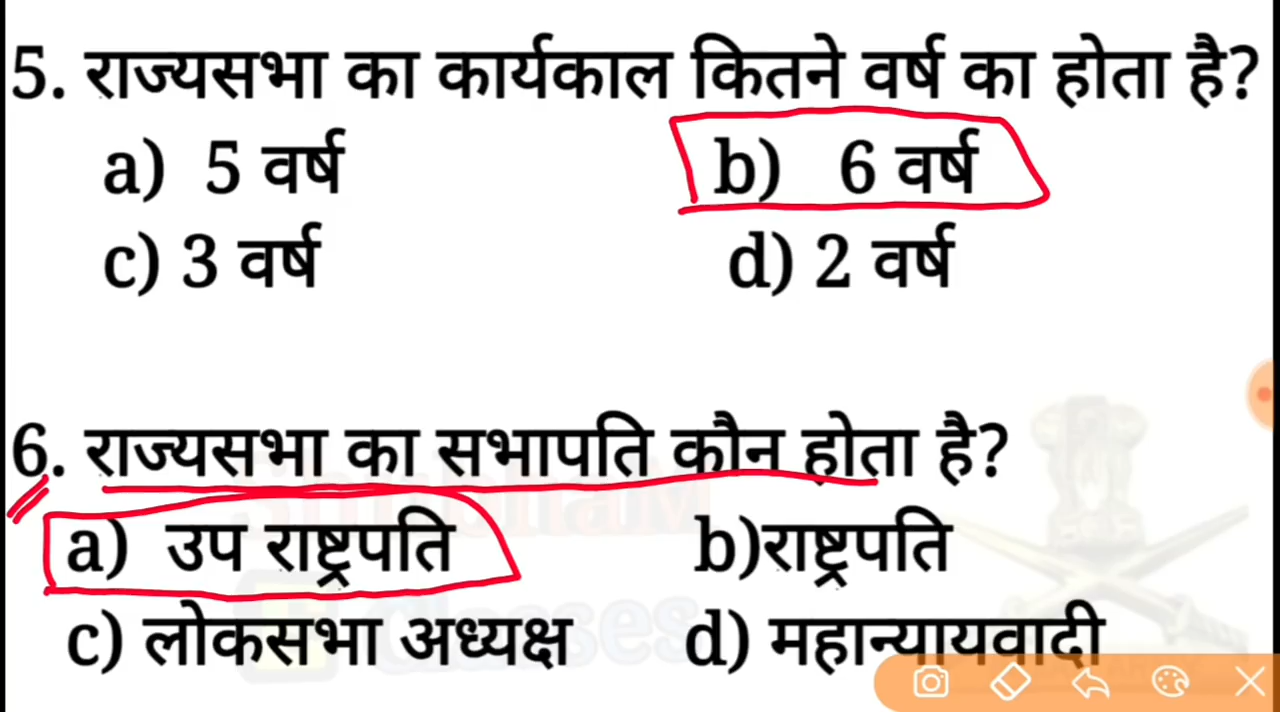 5. राज्यसभा का कार्यकाल कितने वर्ष का होता है?
a) 5 वर्ष b) 6 वर्ष
c) 3 वर्ष d) 2 वर्ष
6. राज्यसभा का सभापति कौन होता है?
a) उप राष्ट्रपति b)राष्ट्रपति
c) लोकसभा अध्यक्ष d) महान्यायवादी